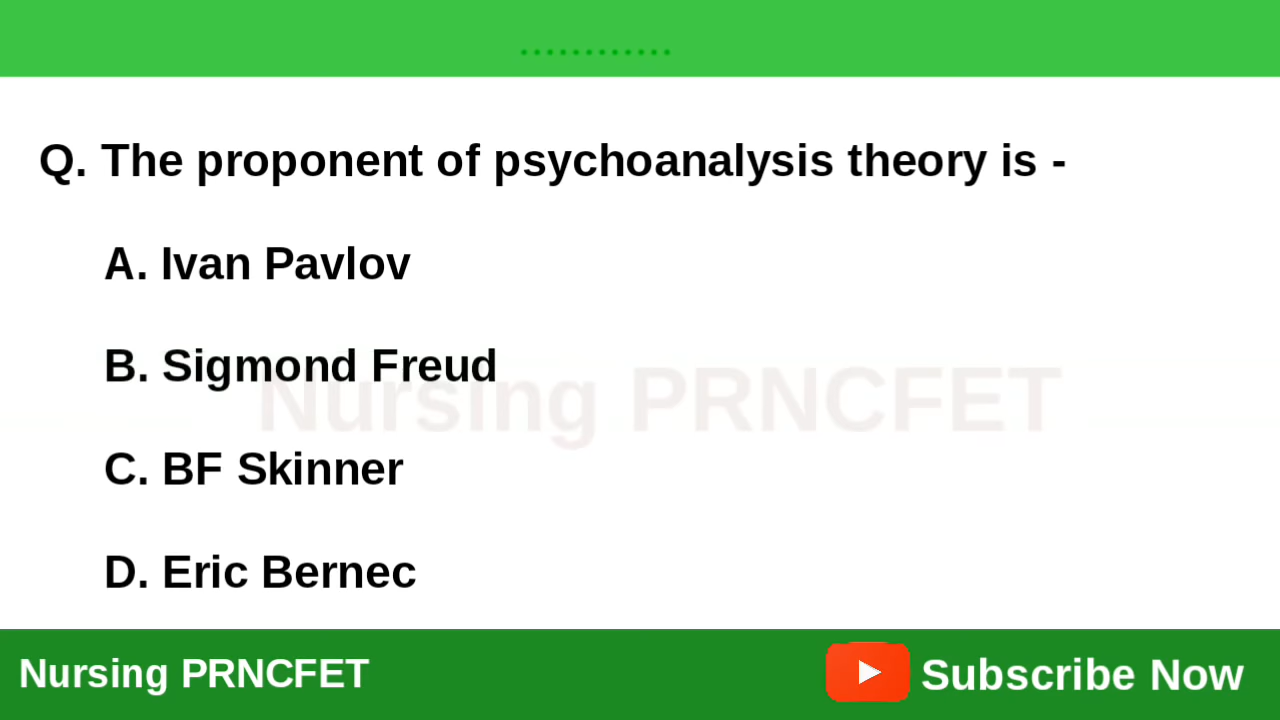 Q. The proponent of psychoanalysis theory is -
A. Ivan Pavlov
B. Sigmond Freud
Nursing PRNCFET
C. BF Skinner
D. Eric Bernec
Nursing PRNCFET
Subscribe Now